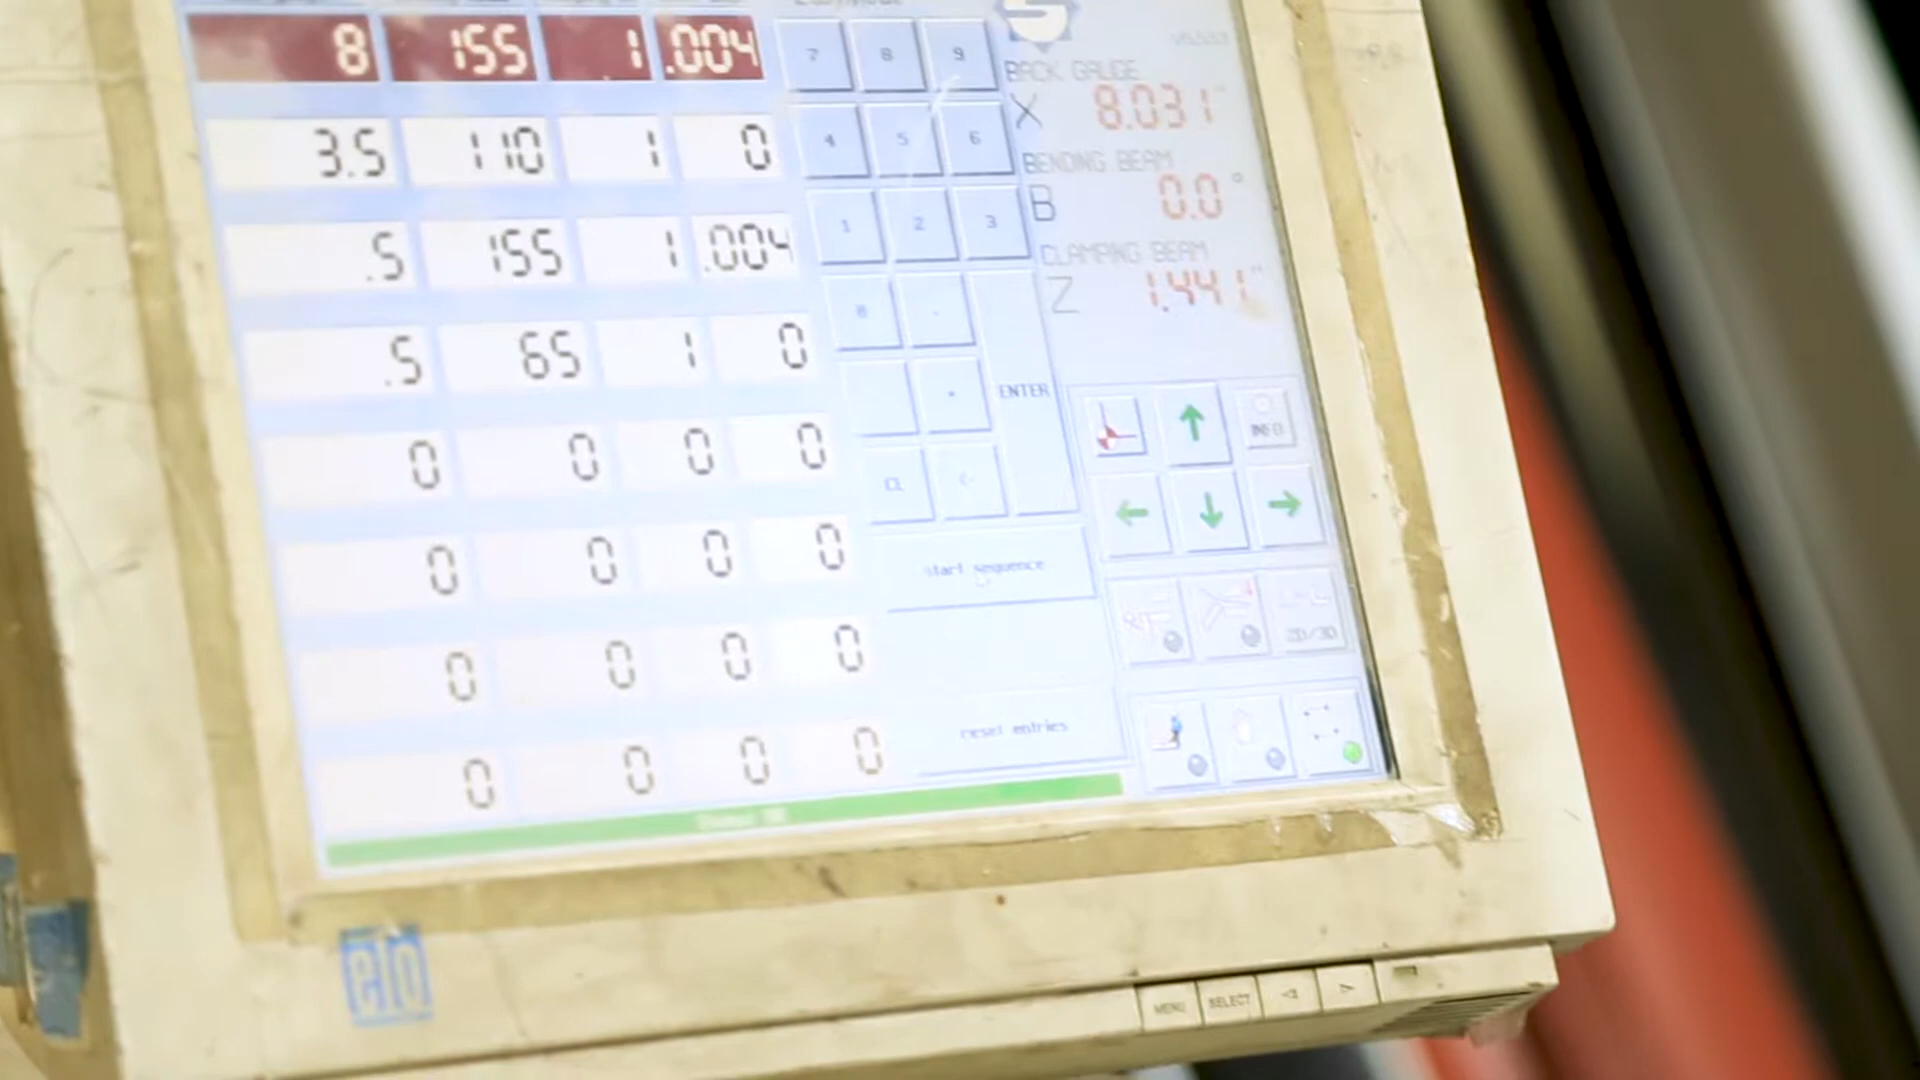 8 155 1 .004
3.5 110 1 0
.5 155 1 .004
.5 65 1 0
0 0 0 0
0 0 0 0
0 0 0 0
0 0 0 0
7 8 9
4 5 6
1 2 3
0 .
ENTER
CL
start sequence
reset entries
BACK GAUGE
X 8.031"
BENDING BEAM
B 0.0°
CLAMPING BEAM
Z 1.441"
INFO
2D/3D
elo
MENU SELECT